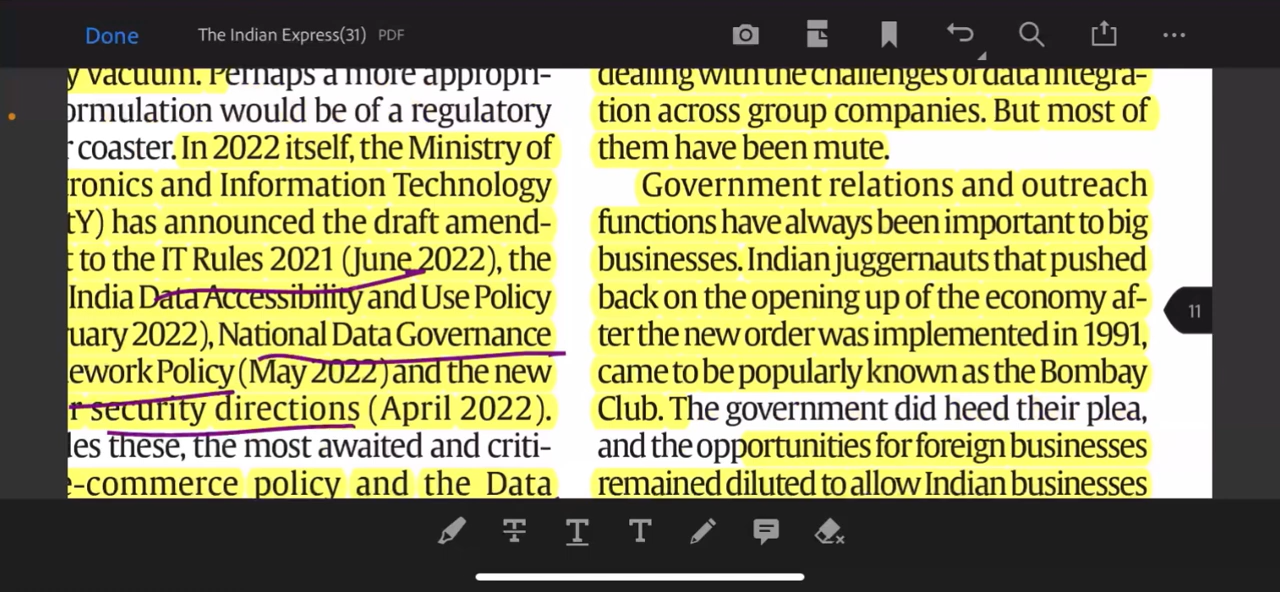 Done
The Indian Express(31) PDF
y vacuum. Perhaps a more appropri-
ormulation would be of a regulatory
r coaster. In 2022 itself, the Ministry of
tronics and Information Technology
tY) has announced the draft amend-
t to the IT Rules 2021 (June 2022), the
India Data Accessibility and Use Policy
uary 2022), National Data Governance
ework Policy (May 2022) and the new
r security directions (April 2022).
les these, the most awaited and criti-
e-commerce policy and the Data
dealing with the challenges of data integra-
tion across group companies. But most of
them have been mute.
Government relations and outreach
functions have always been important to big
businesses. Indian juggernauts that pushed
back on the opening up of the economy af-
ter the new order was implemented in 1991,
came to be popularly known as the Bombay
Club. The government did heed their plea,
and the opportunities for foreign businesses
remained diluted to allow Indian businesses
11